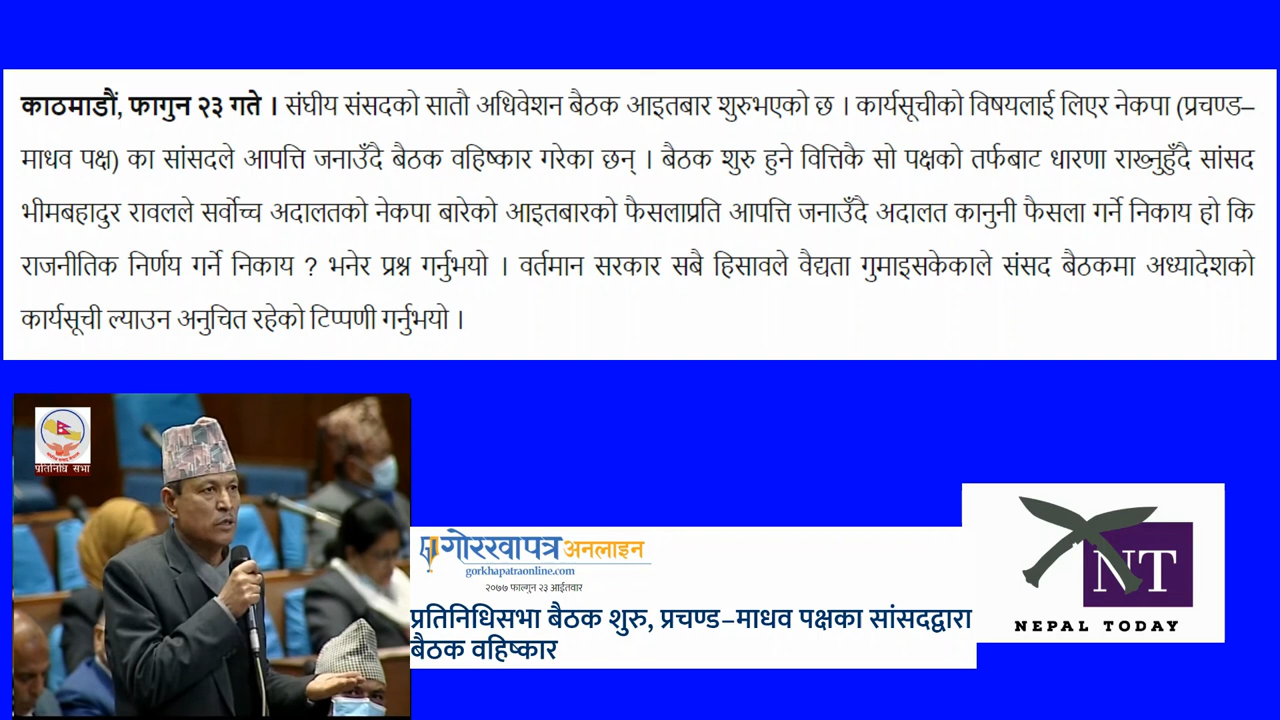 काठमाडौं, फागुन २३ गते । संघीय संसदको सातौ अधिवेशन बैठक आइतबार शुरुभएको छ । कार्यसूचीको विषयलाई लिएर नेकपा (प्रचण्ड–
माधव पक्ष) का सांसदले आपत्ति जनाउँदै बैठक वहिष्कार गरेका छन् । बैठक शुरु हुने वित्तिकै सो पक्षको तर्फबाट धारणा राख्नुहुँदै सांसद
भीमबहादुर रावलले सर्वोच्च अदालतको नेकपा बारेको आइतबारको फैसलाप्रति आपत्ति जनाउँदै अदालत कानुनी फैसला गर्ने निकाय हो कि
राजनीतिक निर्णय गर्ने निकाय ? भनेर प्रश्न गर्नुभयो । वर्तमान सरकार सबै हिसावले वैद्यता गुमाइसकेकाले संसद बैठकमा अध्यादेशको
कार्यसूची ल्याउन अनुचित रहेको टिप्पणी गर्नुभयो ।
प्रतिनिधि सभा
गोरखापत्र अनलाइन
gorkhapatraonline.com
२०७७ फाल्गुन २३ आईतवार
प्रतिनिधिसभा बैठक शुरु, प्रचण्ड–माधव पक्षका सांसदद्वारा
बैठक वहिष्कार
NT
NEPAL TODAY